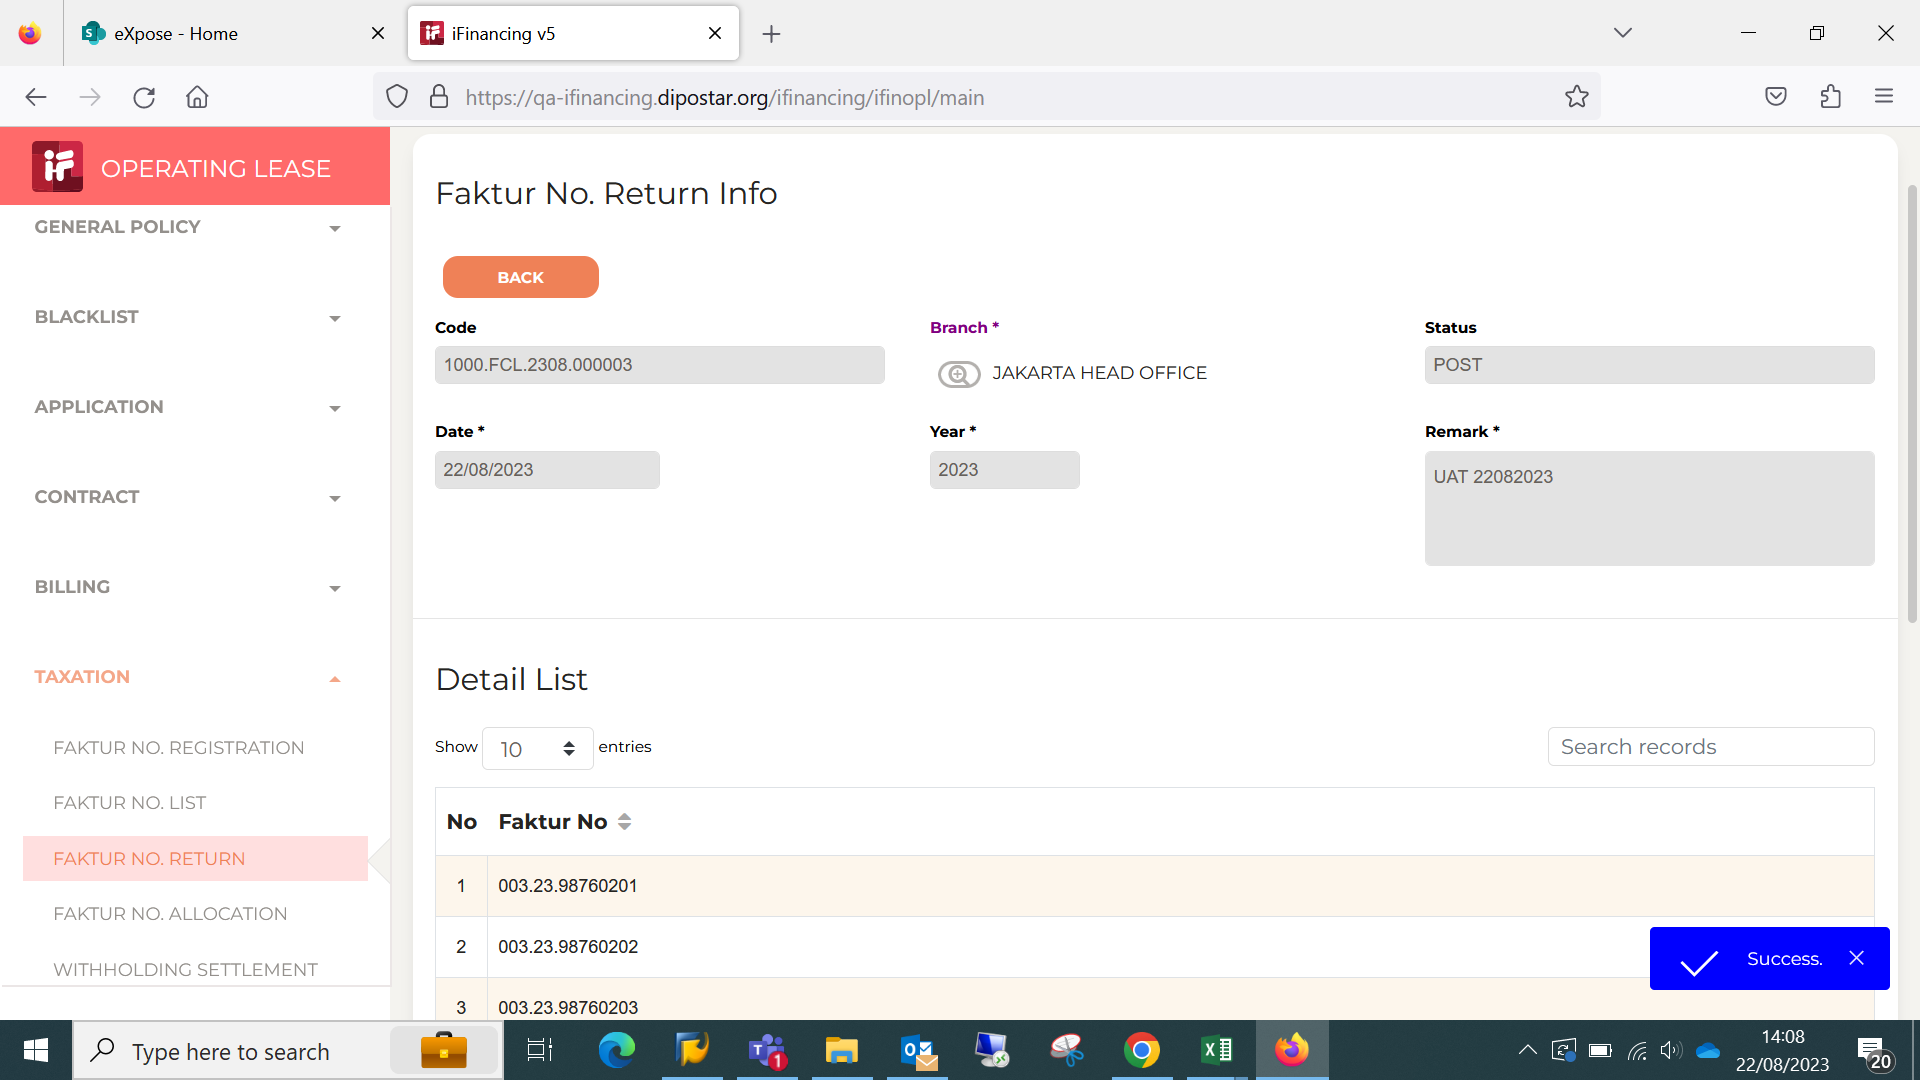 eXpose - Home
iFinancing v5
https://qa-ifinancing.dipostar.org/ifinancing/ifinopl/main
iF OPERATING LEASE
GENERAL POLICY
BLACKLIST
APPLICATION
CONTRACT
BILLING
TAXATION
FAKTUR NO. REGISTRATION
FAKTUR NO. LIST
FAKTUR NO. RETURN
FAKTUR NO. ALLOCATION
WITHHOLDING SETTLEMENT
Faktur No. Return Info
BACK
Code
1000.FCL.2308.000003
Branch *
JAKARTA HEAD OFFICE
Status
POST
Date *
22/08/2023
Year *
2023
Remark *
UAT 22082023
Detail List
Show 10 entries
Search records
No Faktur No
1 003.23.98760201
2 003.23.98760202
3 003.23.98760203
Success.
Type here to search
1
14:08
22/08/2023
20